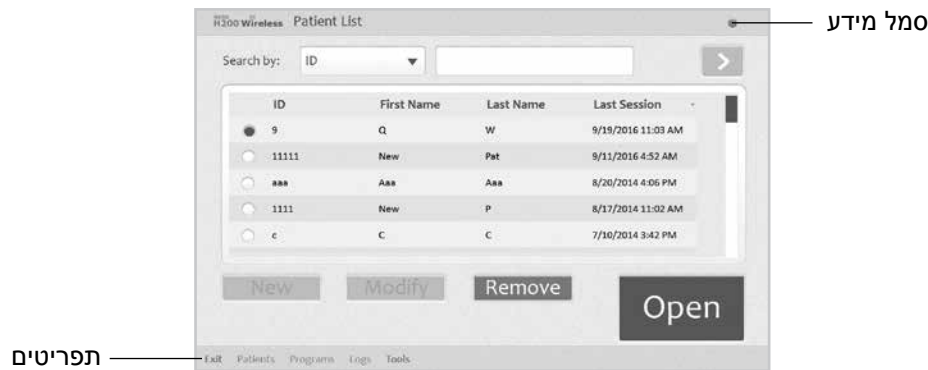 H200 Wireless Patient List
סמל מידע
Search by: ID
ID First Name Last Name Last Session
9 Q W 9/19/2016 11:03 AM
11111 New Pat 9/11/2016 4:52 AM
aaa Aaa Aaa 8/20/2014 4:06 PM
1111 New P 8/17/2014 11:02 AM
c C C 7/10/2014 3:42 PM
New Modify Remove Open
תפריטים
Exit Patients Programs Logs Tools